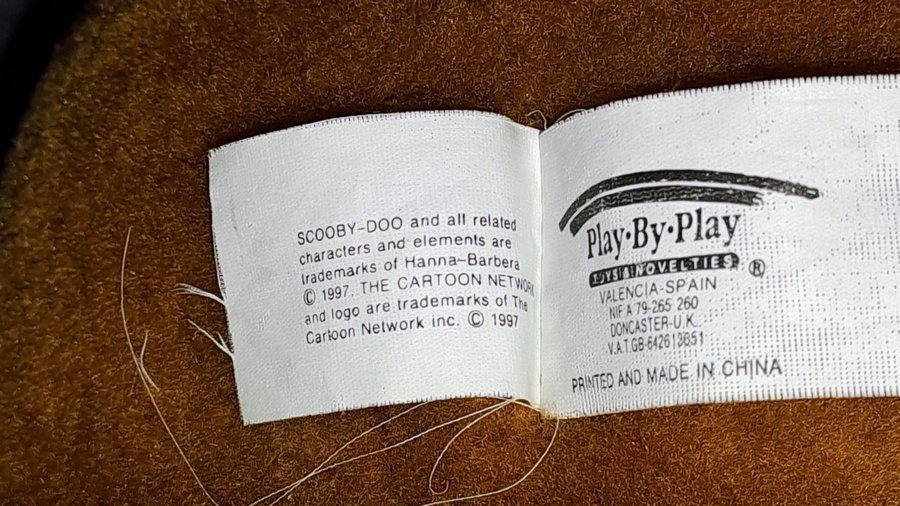 SCOOBY-DOO and all related
characters and elements are
trademarks of Hanna-Barbera
© 1997. THE CARTOON NETWORK
and logo are trademarks of The
Cartoon Network inc. © 1997
Play·By·Play
TOYS & NOVELTIES ®
VALENCIA-SPAIN
NIF A 79-265 260
DONCASTER-U.K.
V.A.T.GB-642613851
PRINTED AND MADE IN CHINA